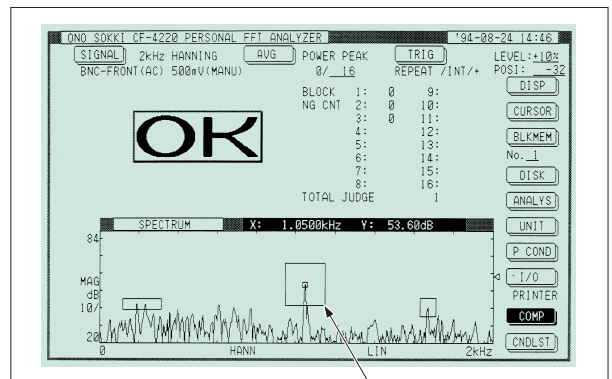 ONO SOKKI CF-4220 PERSONAL FFT ANALYZER '94-08-24 14:46
SIGNAL 2kHz HANNING AVG POWER PEAK TRIG LEVEL:+10%
BNC-FRONT(AC) 500mV(MANU) 0/ 16 REPEAT /INT/+ POSI: -32
BLOCK 1: 0 9:
NG CNT 2: 0 10:
3: 0 11:
4: 12:
5: 13:
6: 14:
7: 15:
8: 16:
TOTAL JUDGE 1
OK
DISP
CURSOR
BLKMEM
No. 1
DISK
ANALYS
UNIT
P COND
I/O
PRINTER
COMP
CNDLST
SPECTRUM X: 1.0500kHz Y: 53.60dB
84
MAG
dB
10/
20
0 HANN LIN 2kHz